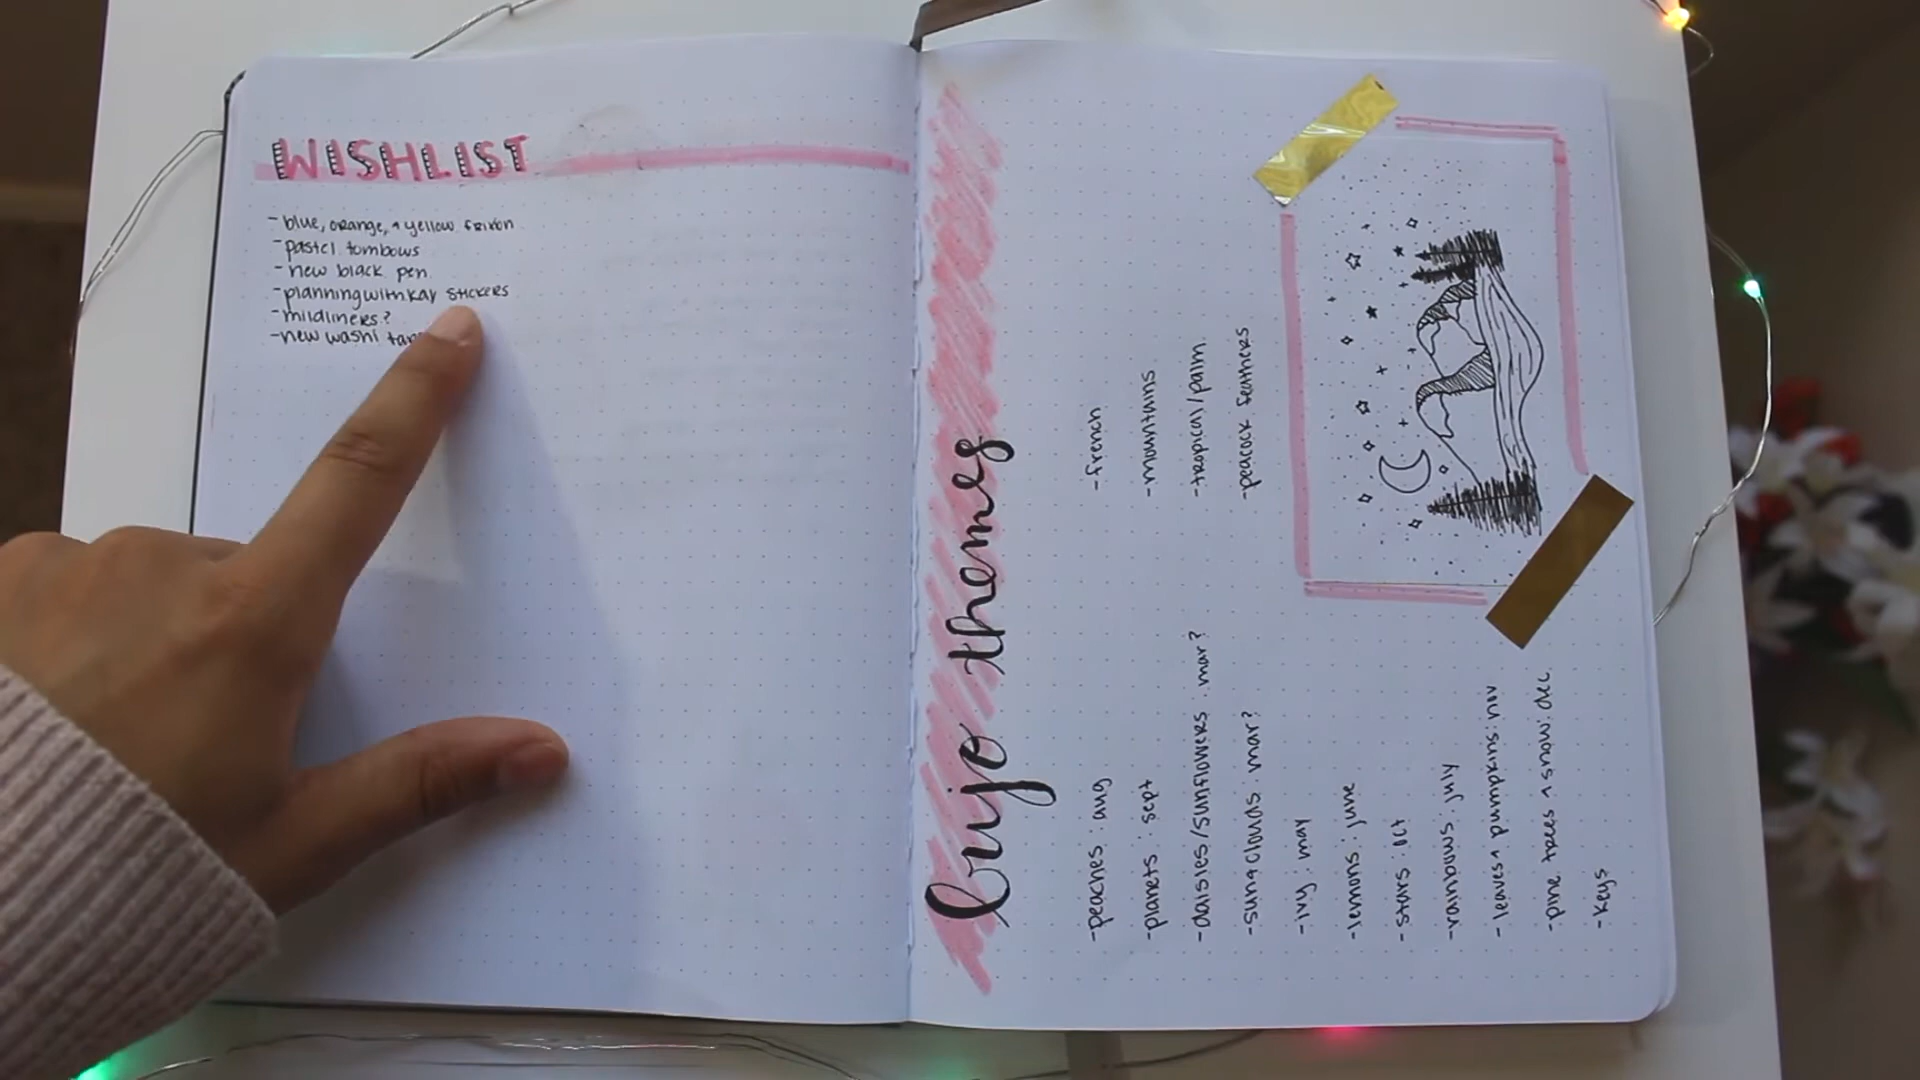 WISHLIST
- blue, orange, + yellow frixion
- pastel tombows
- new black pen
- planningwithkay stickers
- mildliners?
- new washi
bujo themes
- peaches: aug
- planets: sept
- daisies/sunflowers: mar?
- sun + clouds: mar?
- ivy: may
- lemons: june
- stars: oct
- rainbows: july
- leaves + pumpkins: nov
- pine trees + snow: dec
- keys
- french
- mountains
- tropical/palm
- peacock feathers